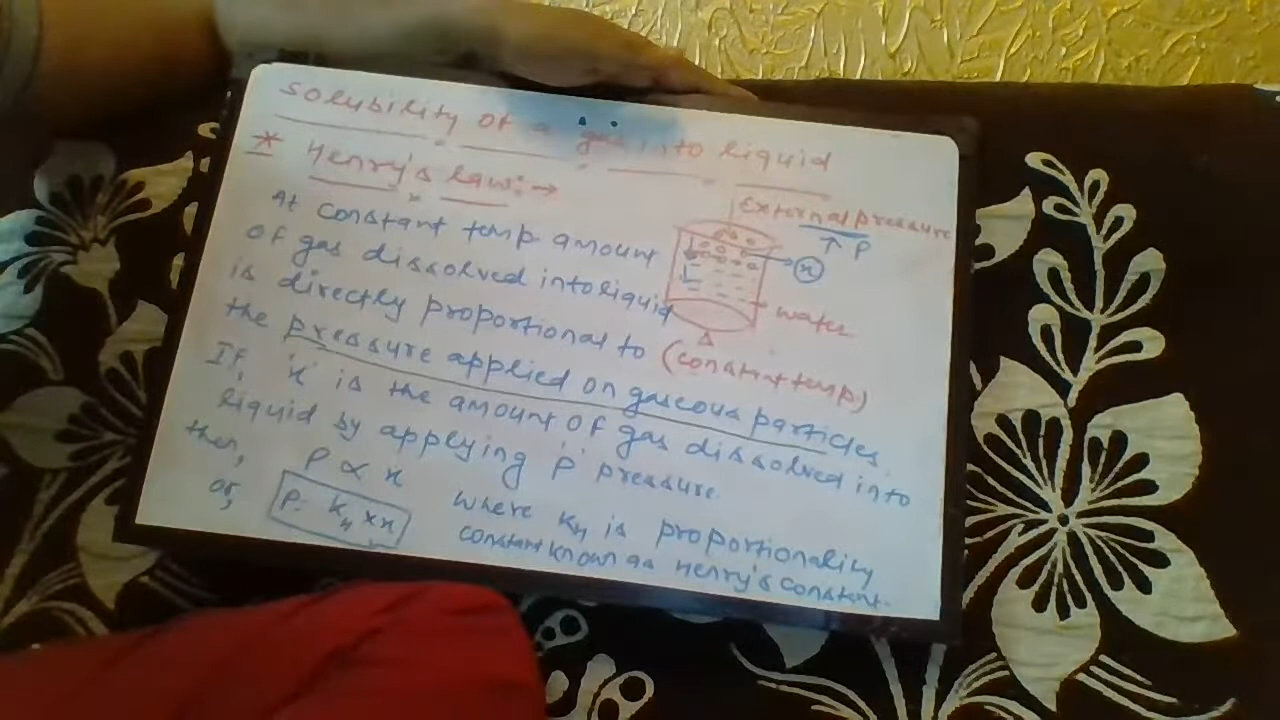 Solubility of a gas into liquid
* Henry's law:→
External pressure
↑ P
At constant temp. amount
of gas dissolved into liquid
x
water
is directly proportional to
Δ
(constant temp)
the pressure applied on gaseous particles.
If, 'x' is the amount of gas dissolved into
liquid by applying 'P' pressure.
then,
P ∝ x
or,
P = K_H × x
where K_H is proportionality
constant known as Henry's constant.